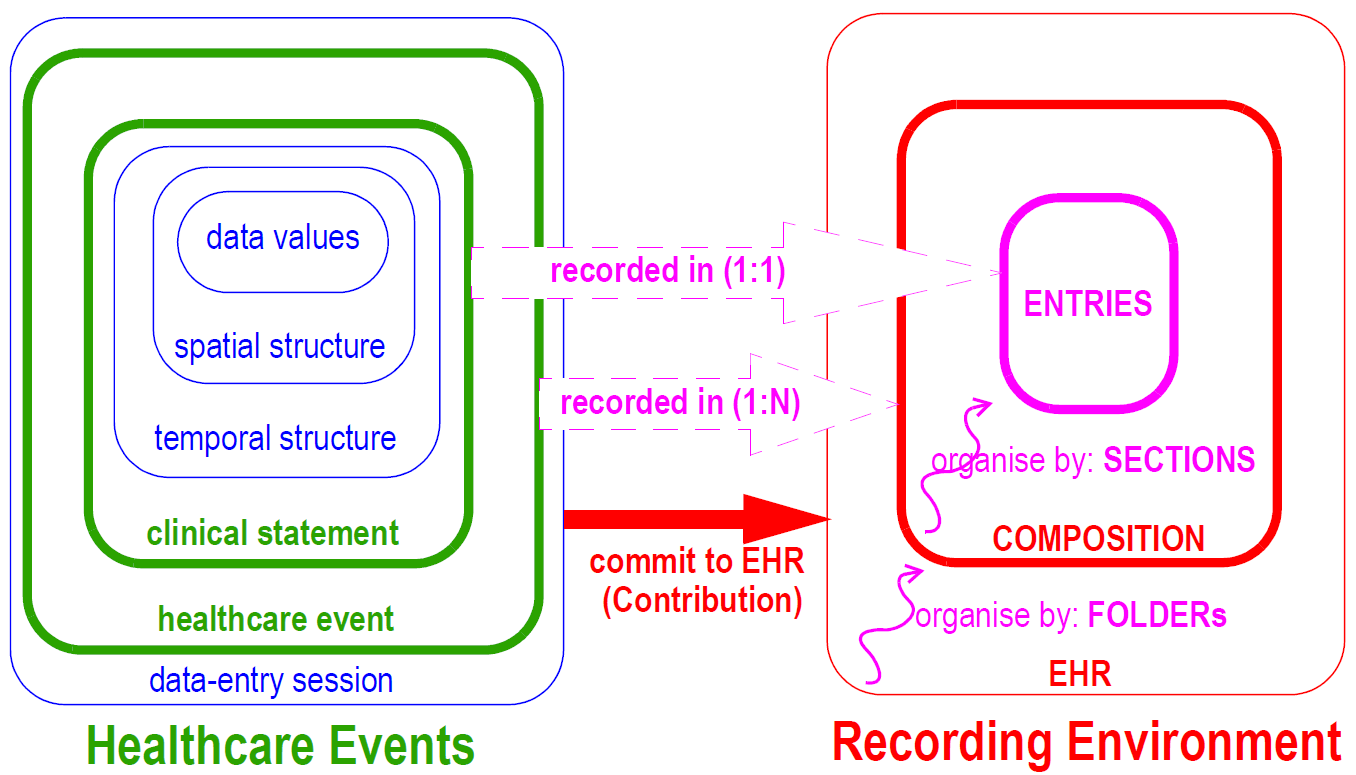 data values
spatial structure
temporal structure
clinical statement
healthcare event
data-entry session
Healthcare Events
recorded in (1:1)
recorded in (1:N)
commit to EHR
(Contribution)
ENTRIES
organise by: SECTIONS
COMPOSITION
organise by: FOLDERs
EHR
Recording Environment